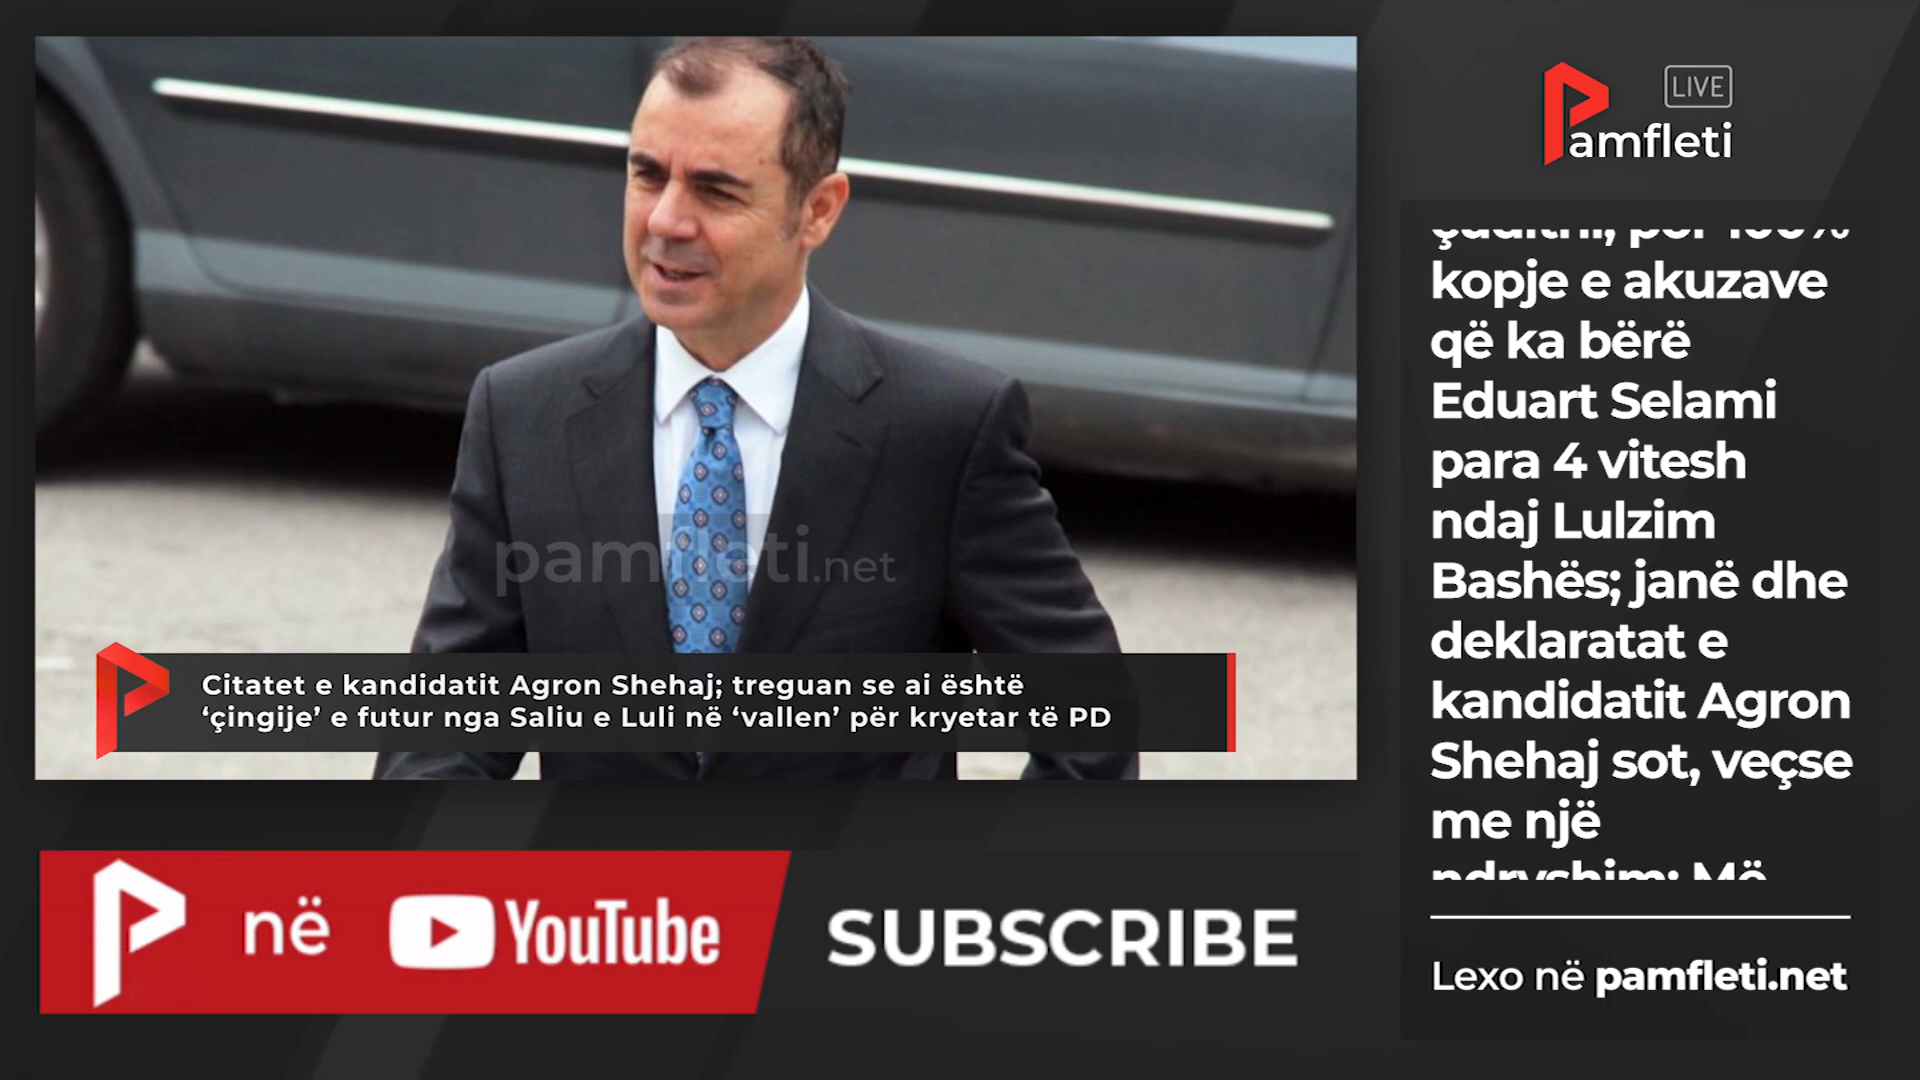 pamfleti.net
Citatet e kandidatit Agron Shehaj; treguan se ai është
‘çingije’ e futur nga Saliu e Luli në ‘vallen’ për kryetar të PD
në YouTube
SUBSCRIBE
LIVE
Pamfleti
kopje e akuzave
që ka bërë
Eduart Selami
para 4 vitesh
ndaj Lulzim
Bashës; janë dhe
deklaratat e
kandidatit Agron
Shehaj sot, veçse
me një
ndryshim: Më
Lexo në pamfleti.net